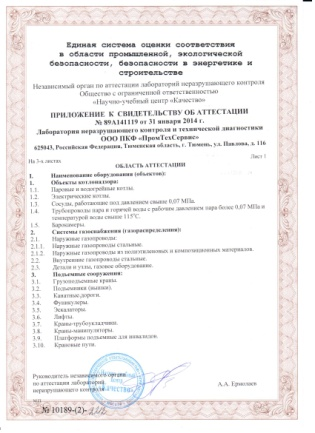 Единая система оценки соответствия
в области промышленной, экологической
безопасности, безопасности в энергетике и
строительстве
Независимый орган по аттестации лабораторий неразрушающего контроля
Общество с ограниченной ответственностью
«Научно-учебный центр «Качество»
ПРИЛОЖЕНИЕ К СВИДЕТЕЛЬСТВУ ОБ АТТЕСТАЦИИ
№ 89А141119 от 31 января 2014 г.
Лаборатория неразрушающего контроля и технической диагностики
ООО ПКФ «ПромТехСервис»
625043, Российская Федерация, Тюменская область, г. Тюмень, ул. Павлова, д. 116
На 3-х листах Лист 1
ОБЛАСТЬ АТТЕСТАЦИИ
I. Наименование оборудования (объектов):
1. Объекты котлонадзора:
1.1. Паровые и водогрейные котлы.
1.2. Электрические котлы.
1.3. Сосуды, работающие под давлением свыше 0,07 МПа.
1.4. Трубопроводы пара и горячей воды с рабочим давлением пара более 0,07 МПа и
температурой воды свыше 115°С.
1.5. Барокамеры.
2. Системы газоснабжения (газораспределения):
2.1. Наружные газопроводы:
2.1.1. Наружные газопроводы стальные.
2.1.2. Наружные газопроводы из полиэтиленовых и композиционных материалов.
2.2. Внутренние газопроводы стальные.
2.3. Детали и узлы, газовое оборудование.
3. Подъемные сооружения:
3.1. Грузоподъемные краны.
3.2. Подъемники (вышки).
3.3. Канатные дороги.
3.4. Фуникулеры.
3.5. Эскалаторы.
3.6. Лифты.
3.7. Краны-трубоукладчики.
3.8. Краны-манипуляторы.
3.9. Платформы подъемные для инвалидов.
3.10. Крановые пути.
Руководитель независимого органа
по аттестации лабораторий
неразрушающего контроля
А.А. Ермолаев
№ 10189-(2)-